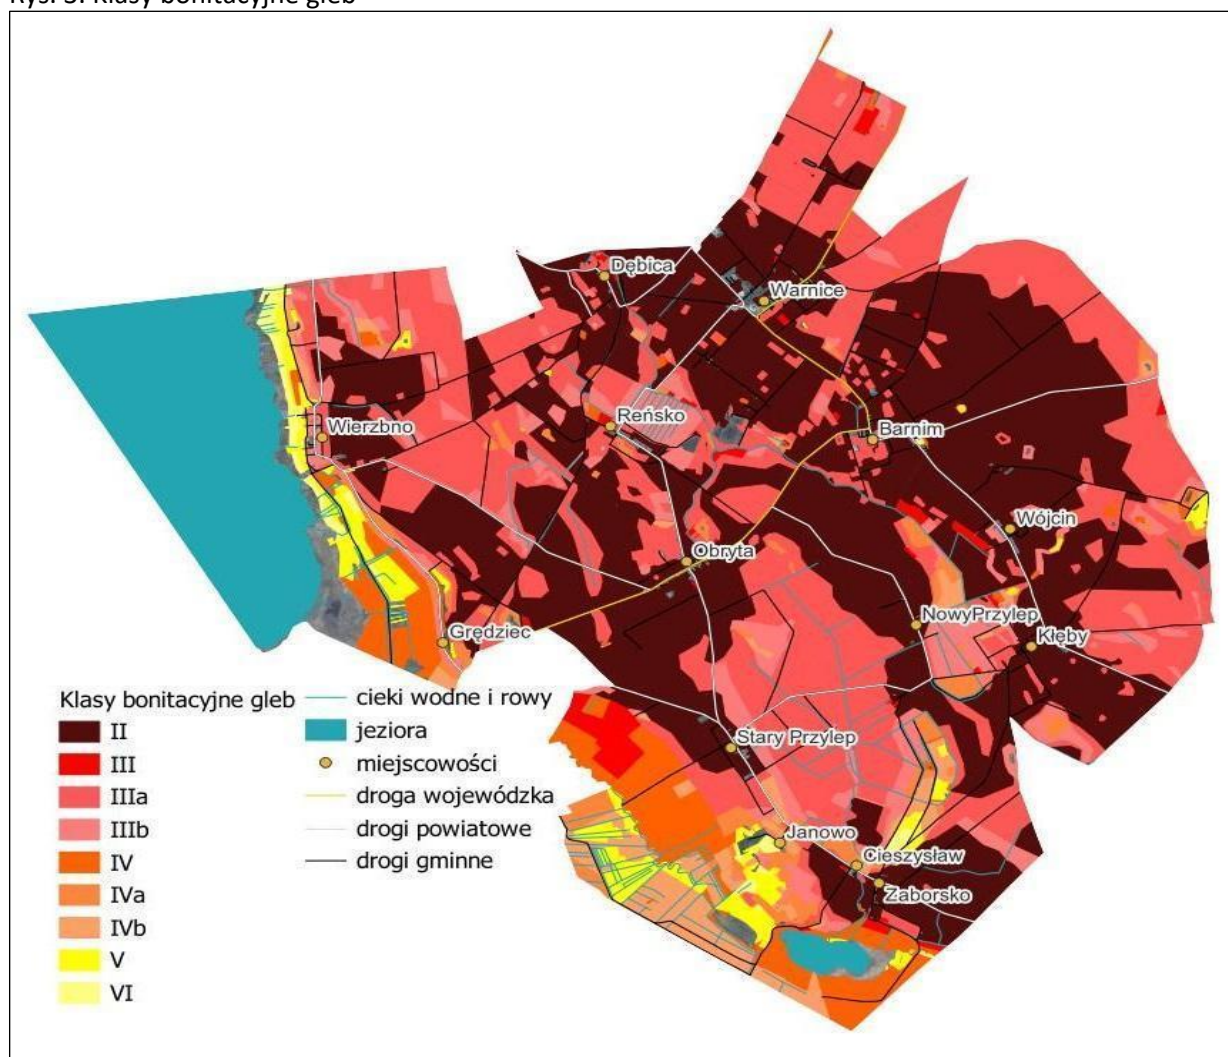 Rys. 3. Klasy bonitacyjne gleb
Dębica
Warnice
Wierzbno
Reńsko
Barnim
Wójcin
Obryta
NowyPrzylep
Grędziec
Kłęby
Stary Przylep
Janowo
Cieszysław
Zaborsko
Klasy bonitacyjne gleb
II
III
IIIa
IIIb
IV
IVa
IVb
V
VI
cieki wodne i rowy
jeziora
miejscowości
droga wojewódzka
drogi powiatowe
drogi gminne